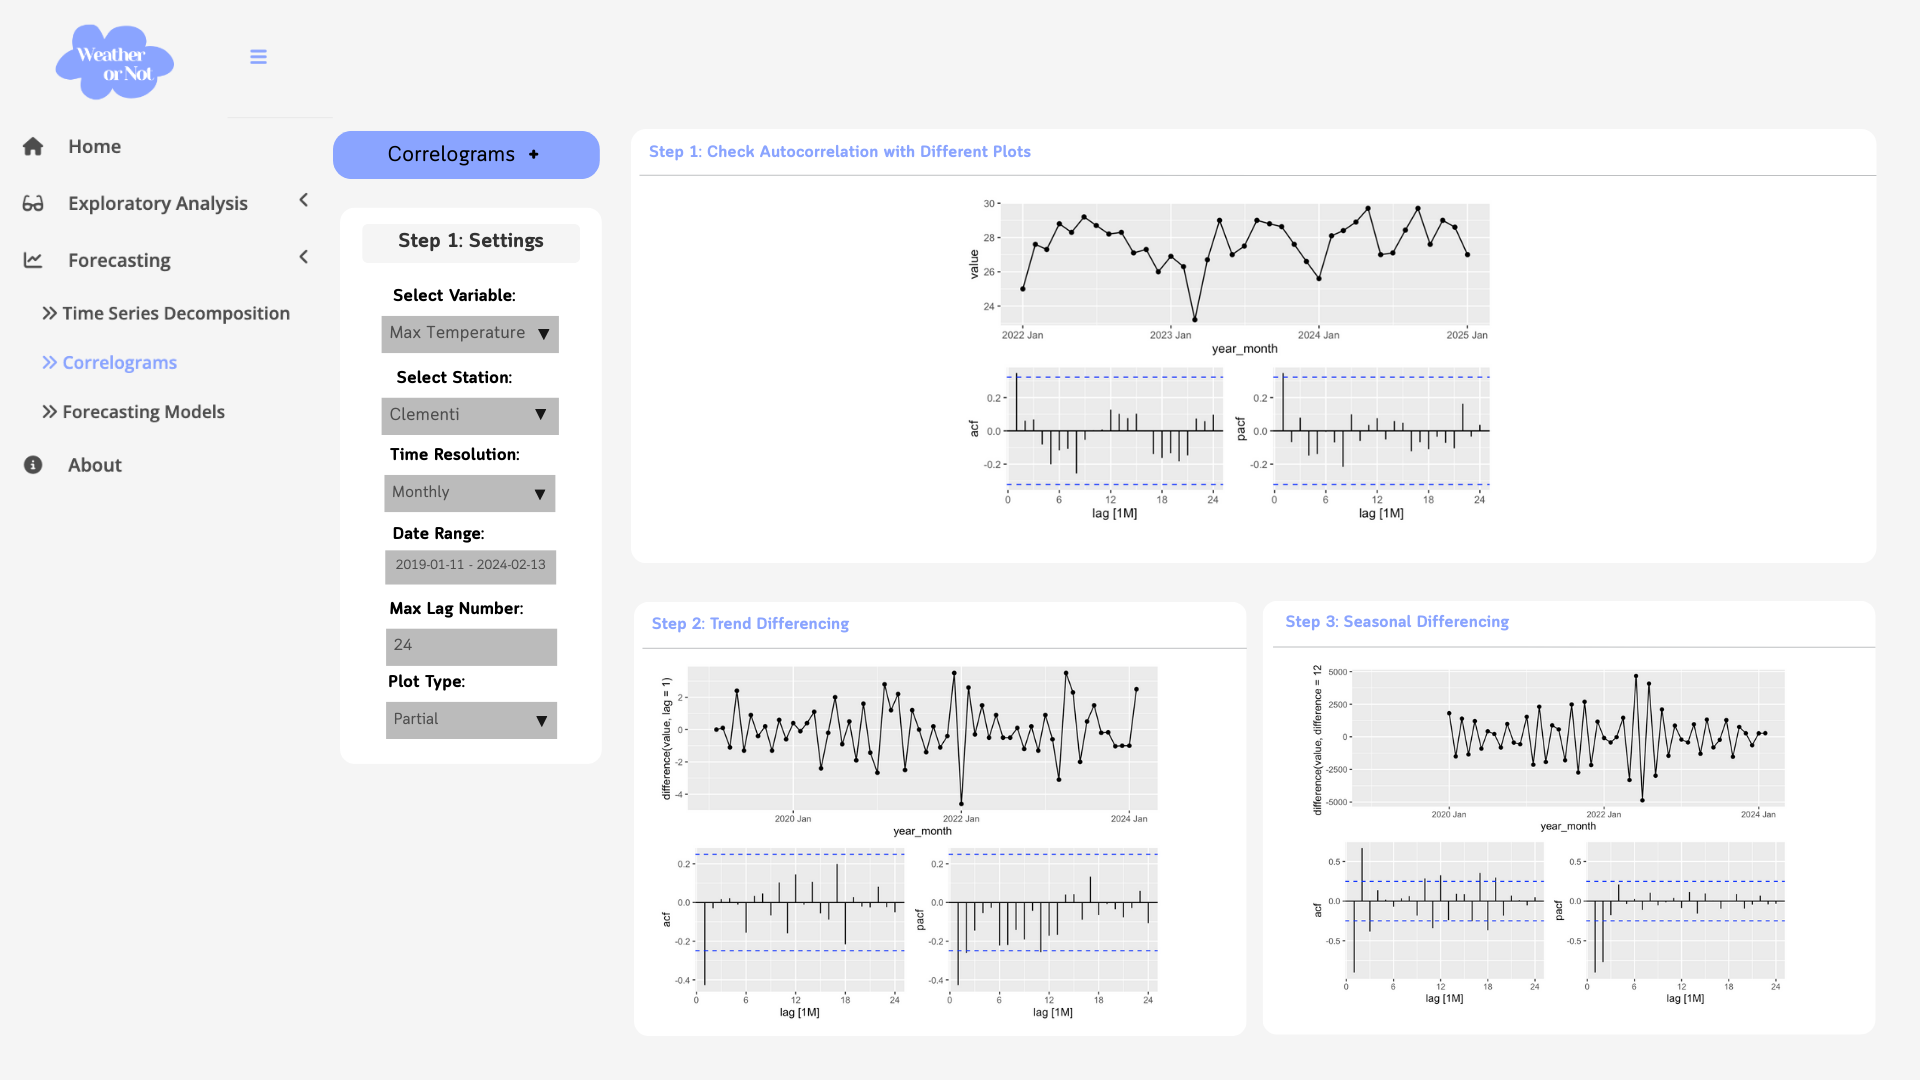 Weather
or Not
Home
Exploratory Analysis
Forecasting
Time Series Decomposition
Correlograms
Forecasting Models
About
Correlograms +
Step 1: Settings
Select Variable:
Max Temperature
Select Station:
Clementi
Time Resolution:
Monthly
Date Range:
2019-01-11 - 2024-02-13
Max Lag Number:
24
Plot Type:
Partial
Step 1: Check Autocorrelation with Different Plots
value
30
28
26
24
2022 Jan 2023 Jan 2024 Jan 2025 Jan
year_month
acf
0.2
0.0
-0.2
0 6 12 18 24
lag [1M]
pacf
0.2
0.0
-0.2
0 6 12 18 24
lag [1M]
Step 2: Trend Differencing
difference(value, lag = 1)
2
0
-2
-4
2020 Jan 2022 Jan 2024 Jan
year_month
acf
0.2
0.0
-0.2
-0.4
0 6 12 18 24
lag [1M]
pacf
0.2
0.0
-0.2
-0.4
0 6 12 18 24
lag [1M]
Step 3: Seasonal Differencing
difference(value, difference = 12
5000
2500
0
-2500
-5000
2020 Jan 2022 Jan 2024 Jan
year_month
acf
0.5
0.0
-0.5
0 6 12 18 24
lag [1M]
pacf
0.5
0.0
-0.5
0 6 12 18 24
lag [1M]